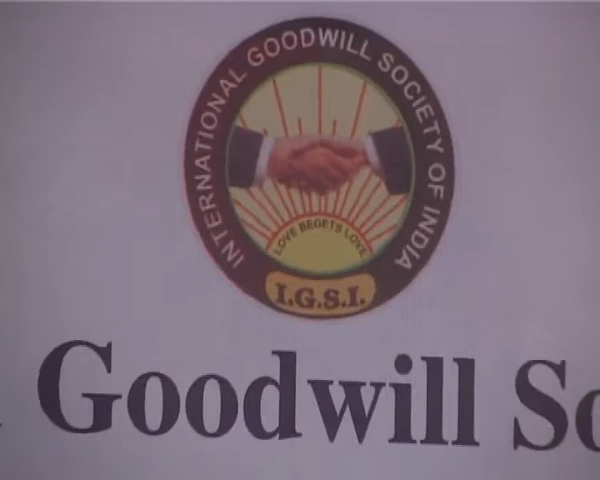 INTERNATIONAL GOODWILL SOCIETY OF INDIA
LOVE BEGETS LOVE
I.G.S.I.
Goodwill So